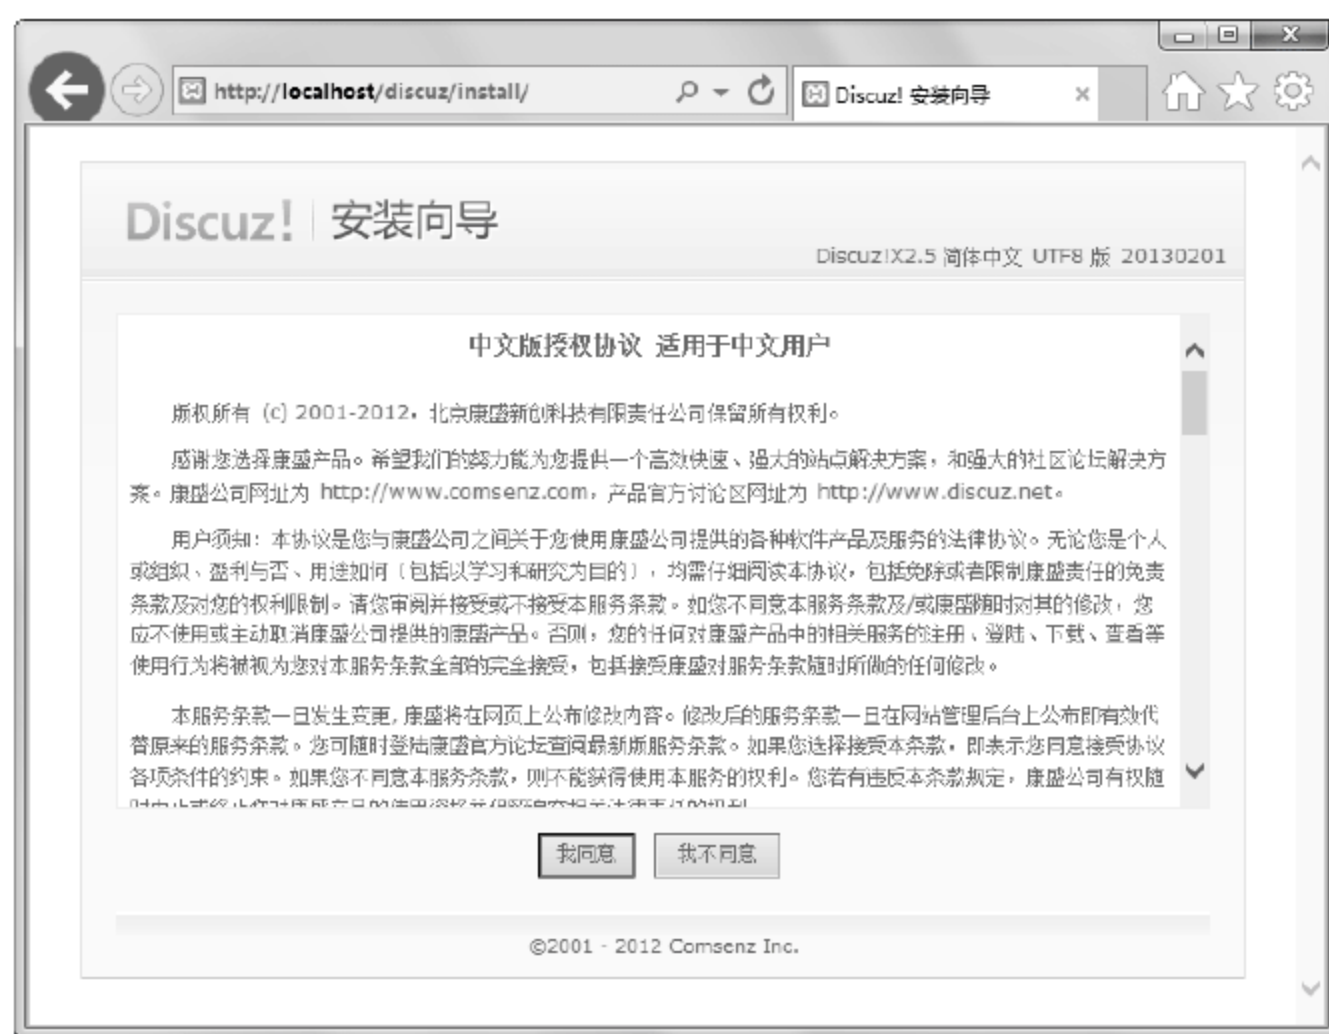 http://localhost/discuz/install/
Discuz! 安装向导
Discuz! 安装向导
Discuz!X2.5 简体中文 UTF8 版 20130201
中文版授权协议 适用于中文用户
版权所有 (c) 2001-2012，北京康盛新创科技有限责任公司保留所有权利。
感谢您选择康盛产品。希望我们的努力能为您提供一个高效快速、强大的站点解决方案，和强大的社区论坛解决方
案。康盛公司网址为 http://www.comsenz.com，产品官方讨论区网址为 http://www.discuz.net。
用户须知：本协议是您与康盛公司之间关于您使用康盛公司提供的各种软件产品及服务的法律协议。无论您是个人
或组织、盈利与否、用途如何（包括以学习和研究为目的），均需仔细阅读本协议，包括免除或者限制康盛责任的免责
条款及对您的权利限制。请您审阅并接受或不接受本服务条款。如您不同意本服务条款及/或康盛随时对其的修改，您
应不使用或主动取消康盛公司提供的康盛产品。否则，您的任何对康盛产品中的相关服务的注册、登陆、下载、查看等
使用行为将被视为您对本服务条款全部的完全接受，包括接受康盛对服务条款随时所做的任何修改。
本服务条款一旦发生变更, 康盛将在网页上公布修改内容。修改后的服务条款一旦在网站管理后台上公布即有效代
替原来的服务条款。您可随时登陆康盛官方论坛查阅最新版服务条款。如果您选择接受本条款，即表示您同意接受协议
各项条件的约束。如果您不同意本服务条款，则不能获得使用本服务的权利。您若有违反本条款规定，康盛公司有权随
我同意 我不同意
©2001 - 2012 Comsenz Inc.